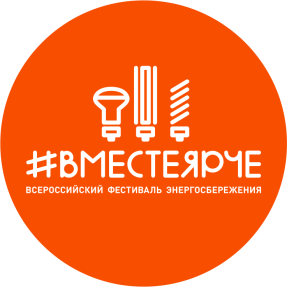 #ВМЕСТЕЯРЧЕ
ВСЕРОССИЙСКИЙ ФЕСТИВАЛЬ ЭНЕРГОСБЕРЕЖЕНИЯ